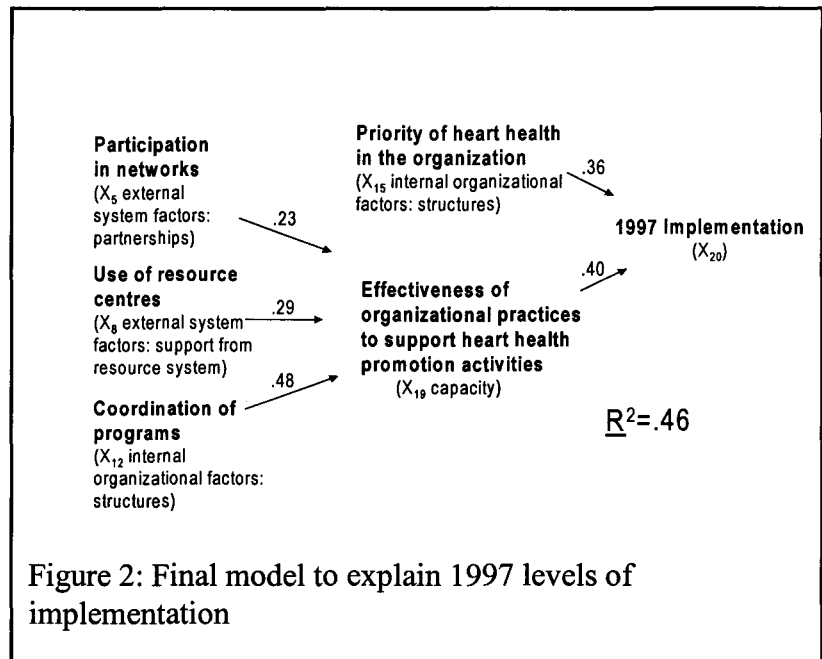 Participation
in networks
(X5 external
system factors:
partnerships)
.23
Use of resource
centres
(X8 external system
factors: support from
resource system)
.29
Coordination of
programs
(X12 internal
organizational factors:
structures)
.48
Priority of heart health
in the organization
(X15 internal organizational
factors: structures)
.36
Effectiveness of
organizational practices
to support heart health
promotion activities
(X19 capacity)
.40
1997 Implementation
(X20)
R²=.46
Figure 2: Final model to explain 1997 levels of
implementation